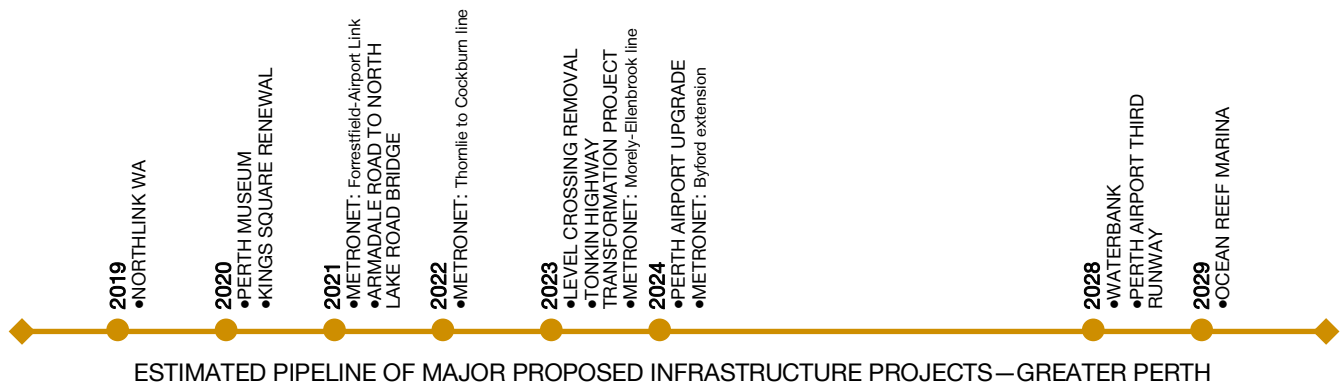 2019
•NORTHLINK WA
2020
•PERTH MUSEUM
•KINGS SQUARE RENEWAL
2021
•METRONET: Forrestfield-Airport Link
•ARMADALE ROAD TO NORTH
LAKE ROAD BRIDGE
2022
•METRONET: Thornlie to Cockburn line
2023
•LEVEL CROSSING REMOVAL
•TONKIN HIGHWAY
TRANSFORMATION PROJECT
•METRONET: Morely-Ellenbrook line
2024
•PERTH AIRPORT UPGRADE
•METRONET: Byford extension
2028
•WATERBANK
•PERTH AIRPORT THIRD
RUNWAY
2029
•OCEAN REEF MARINA
ESTIMATED PIPELINE OF MAJOR PROPOSED INFRASTRUCTURE PROJECTS—GREATER PERTH